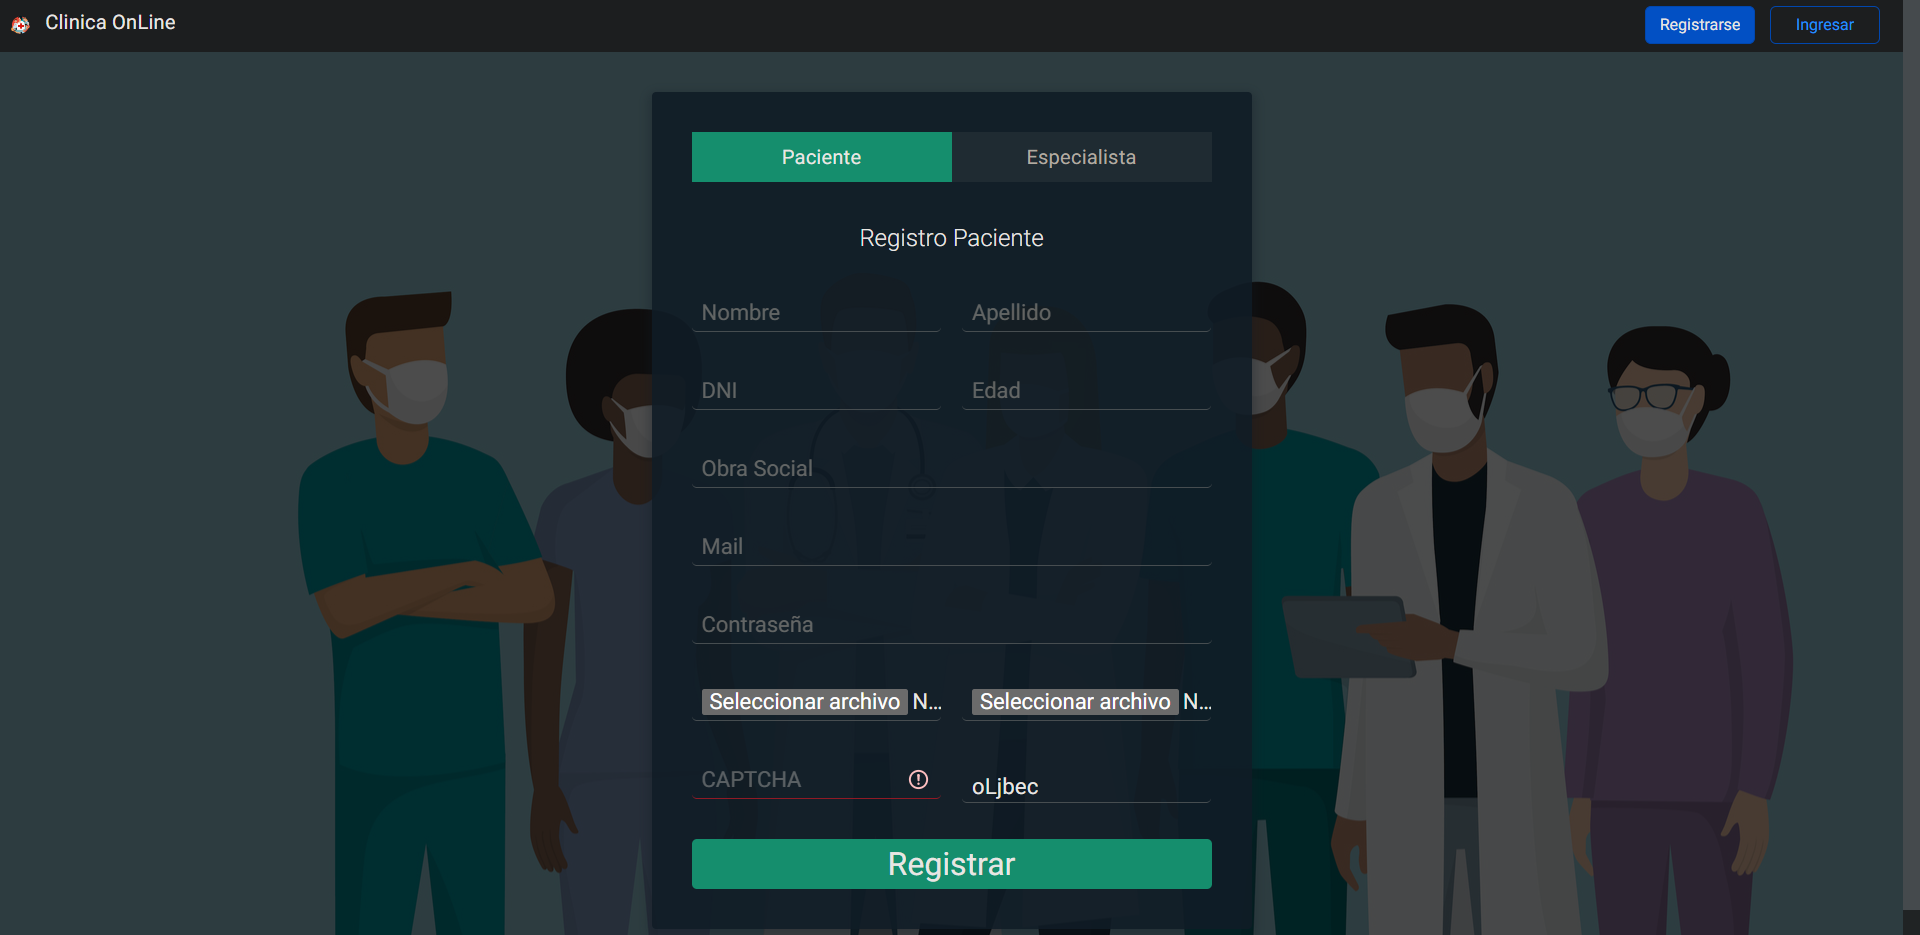 Clinica OnLine
Registrarse
Ingresar
Paciente
Especialista
Registro Paciente
Nombre
Apellido
DNI
Edad
Obra Social
Mail
Contraseña
Seleccionar archivo N...
Seleccionar archivo N...
CAPTCHA
oLjbec
Registrar